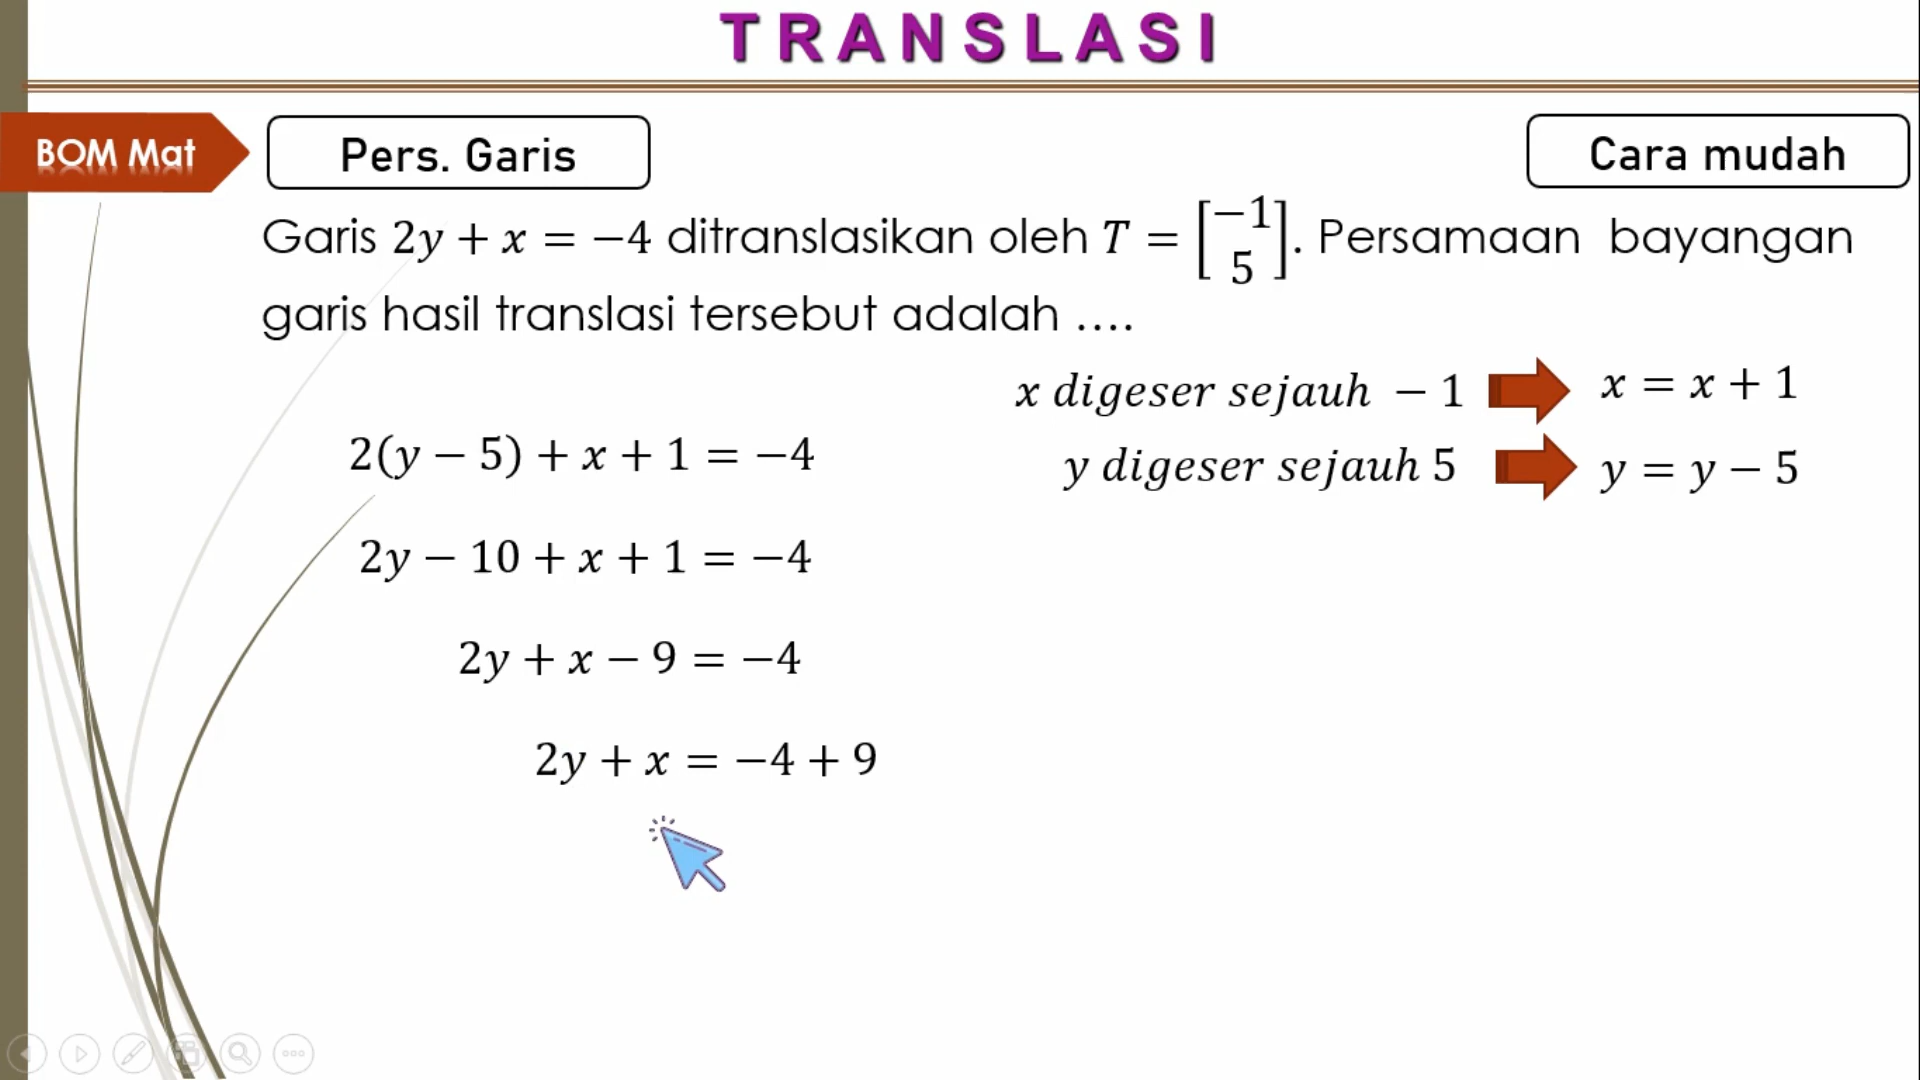 TRANSLASI
BOM Mat
Pers. Garis
Cara mudah
Garis 2y + x = −4 ditranslasikan oleh T = [−1 5]. Persamaan bayangan
garis hasil translasi tersebut adalah ....
x digeser sejauh − 1
x = x + 1
y digeser sejauh 5
y = y − 5
2(y − 5) + x + 1 = −4
2y − 10 + x + 1 = −4
2y + x − 9 = −4
2y + x = −4 + 9